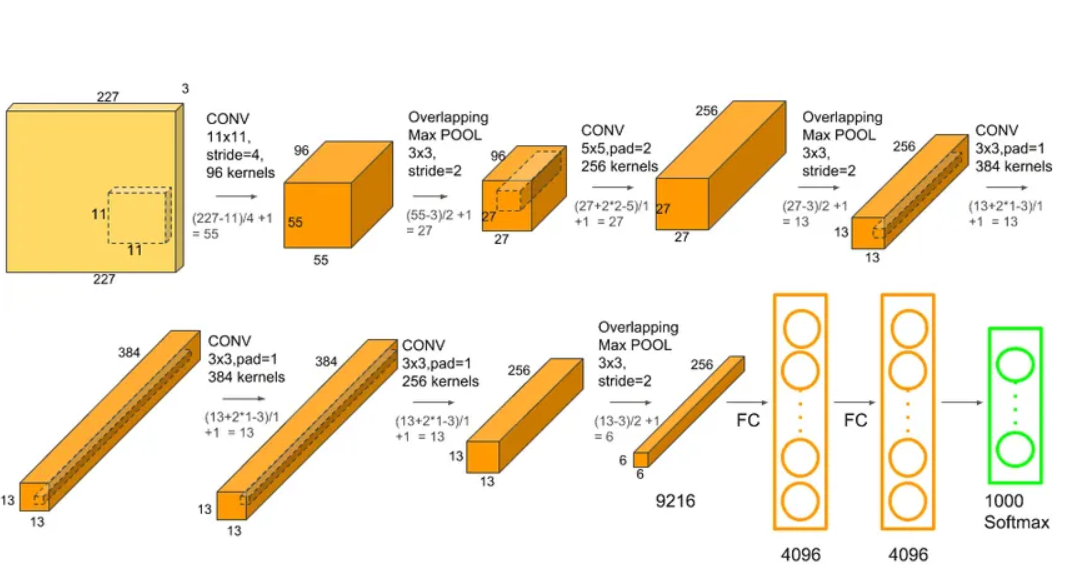 227
3
11
11
227
CONV
11x11,
stride=4,
96 kernels
(227-11)/4 +1
= 55
96
55
55
Overlapping
Max POOL
3x3,
stride=2
(55-3)/2 +1
= 27
96
27
27
CONV
5x5,pad=2
256 kernels
(27+2*2-5)/1
+1 = 27
256
27
27
Overlapping
Max POOL
3x3,
stride=2
(27-3)/2 +1
= 13
256
13
13
CONV
3x3,pad=1
384 kernels
(13+2*1-3)/1
+1 = 13
384
13
13
CONV
3x3,pad=1
384 kernels
(13+2*1-3)/1
+1 = 13
384
13
13
CONV
3x3,pad=1
256 kernels
(13+2*1-3)/1
+1 = 13
256
13
13
Overlapping
Max POOL
3x3,
stride=2
(13-3)/2 +1
= 6
256
6
6
9216
FC
4096
FC
4096
1000
Softmax